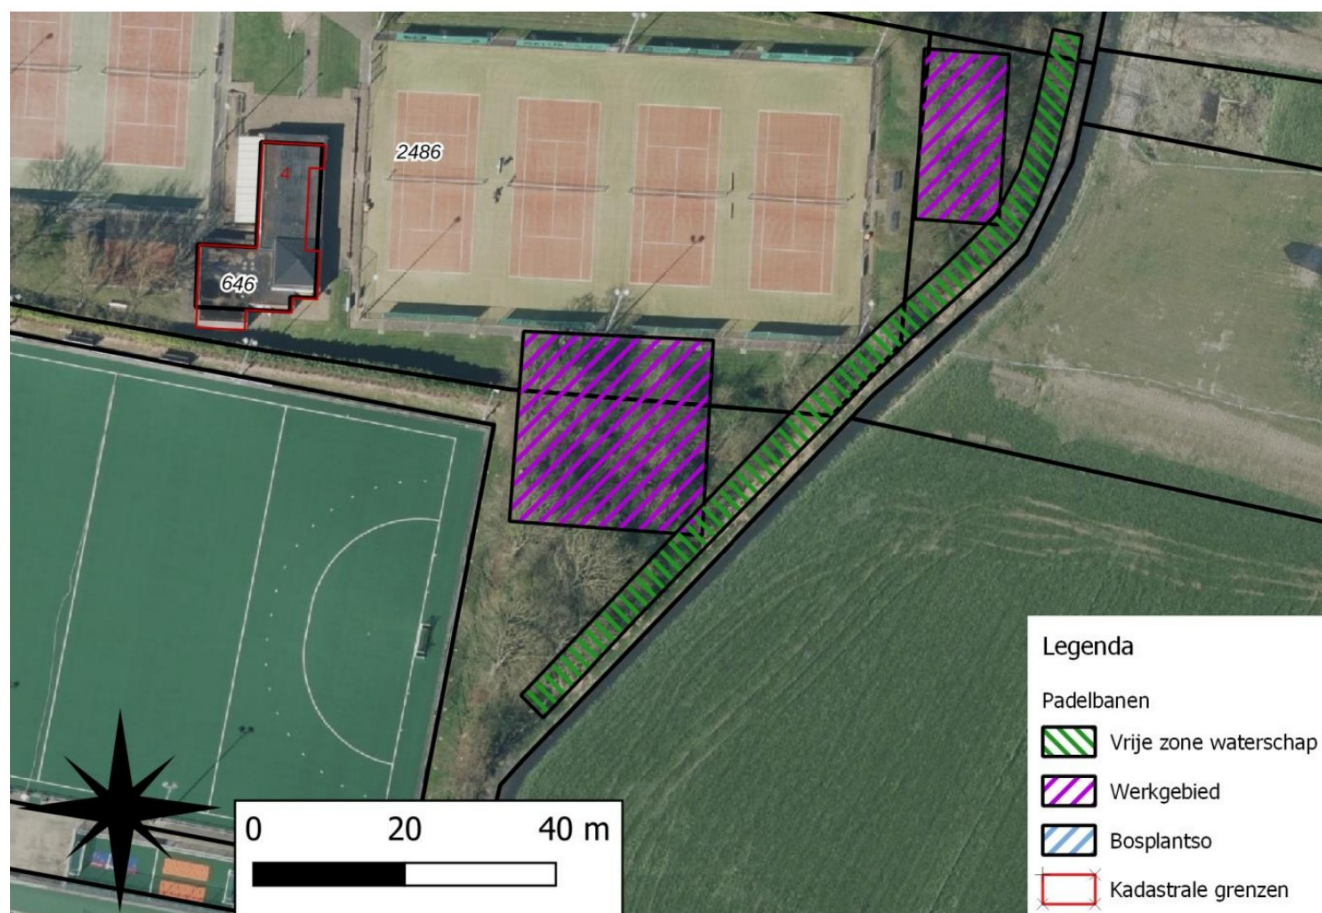 2486
4
646
Legenda
Padelbanen
Vrije zone waterschap
Werkgebied
Bosplantso
Kadastrale grenzen
0 20 40 m